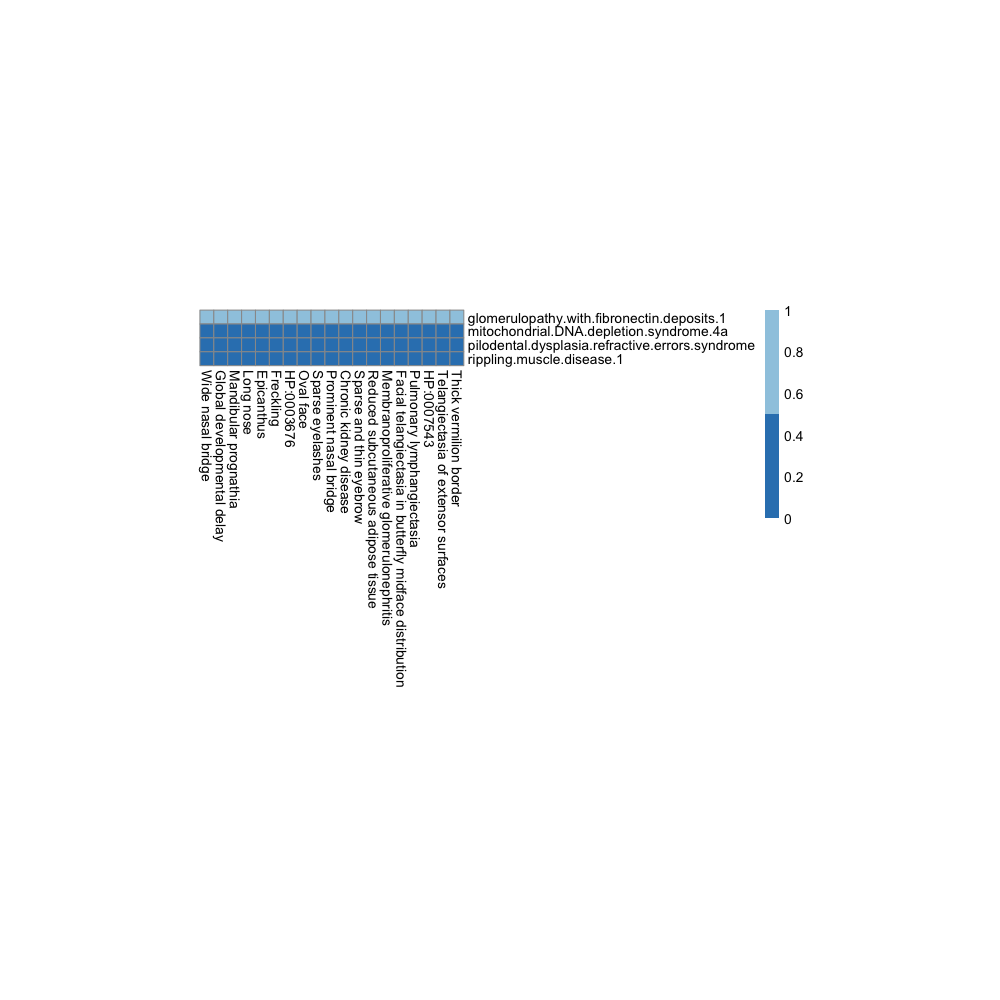 glomerulopathy.with.fibronectin.deposits.1
mitochondrial.DNA.depletion.syndrome.4a
pilodental.dysplasia.refractive.errors.syndrome
rippling.muscle.disease.1
1
0.8
0.6
0.4
0.2
0
Wide nasal bridge
Global developmental delay
Mandibular prognathia
Long nose
Epicanthus
Freckling
HP:0003676
Oval face
Sparse eyelashes
Prominent nasal bridge
Chronic kidney disease
Sparse and thin eyebrow
Reduced subcutaneous adipose tissue
Membranoproliferative glomerulonephritis
Facial telangiectasia in butterfly midface distribution
Pulmonary lymphangiectasia
HP:0007543
Telangiectasia of extensor surfaces
Thick vermilion border